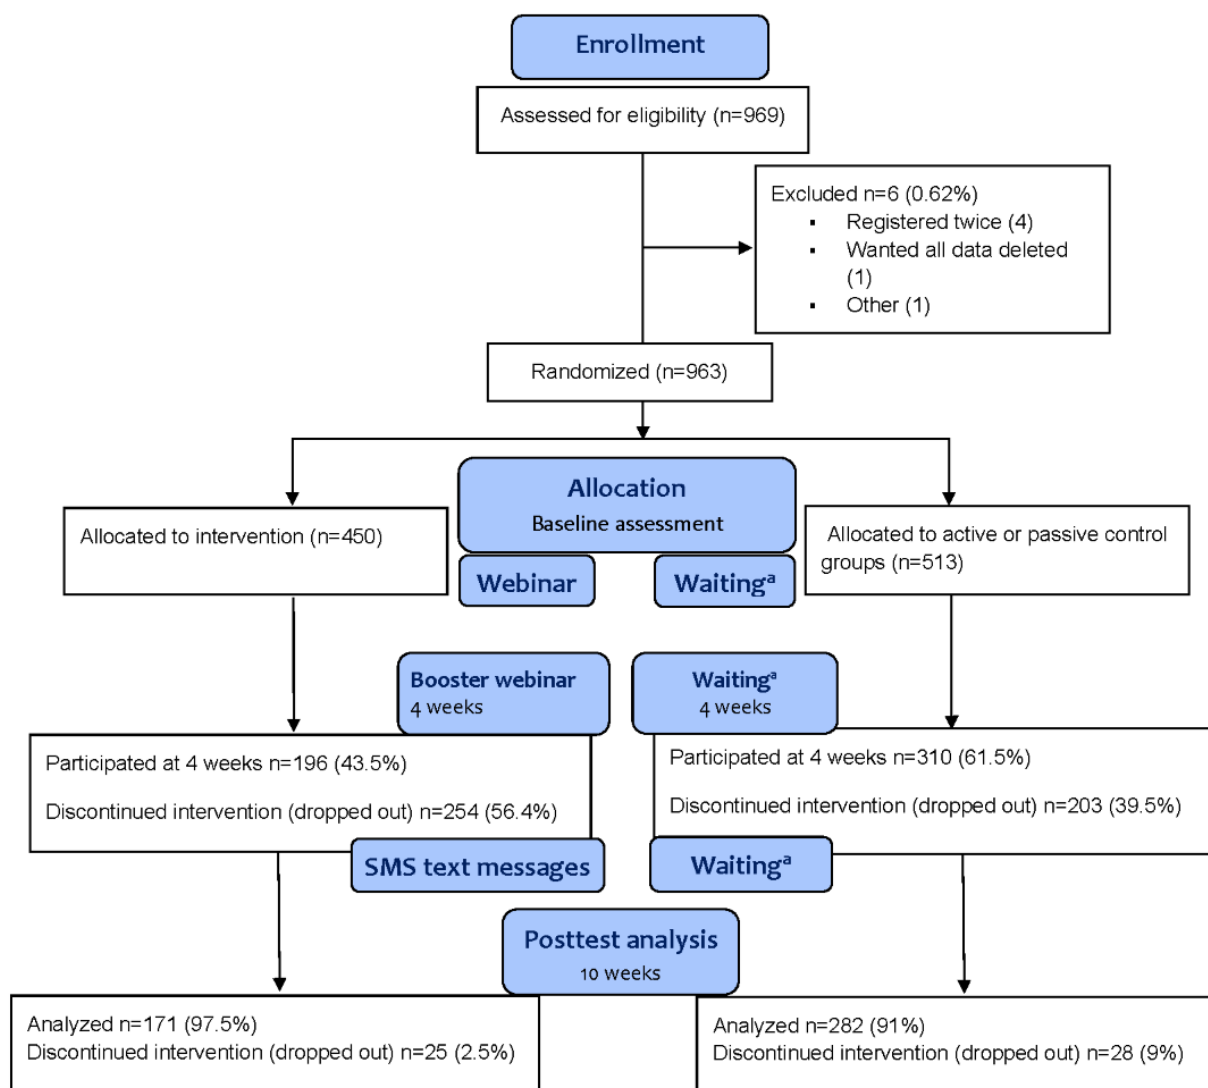 Enrollment
Assessed for eligibility (n=969)
Excluded n=6 (0.62%)
▪ Registered twice (4)
▪ Wanted all data deleted
(1)
▪ Other (1)
Randomized (n=963)
Allocation
Baseline assessment
Allocated to intervention (n=450)
Allocated to active or passive control
groups (n=513)
Webinar
Waitingᵃ
Booster webinar
4 weeks
Waitingᵃ
4 weeks
Participated at 4 weeks n=196 (43.5%)
Discontinued intervention (dropped out) n=254 (56.4%)
Participated at 4 weeks n=310 (61.5%)
Discontinued intervention (dropped out) n=203 (39.5%)
SMS text messages
Waitingᵃ
Posttest analysis
10 weeks
Analyzed n=171 (97.5%)
Discontinued intervention (dropped out) n=25 (2.5%)
Analyzed n=282 (91%)
Discontinued intervention (dropped out) n=28 (9%)